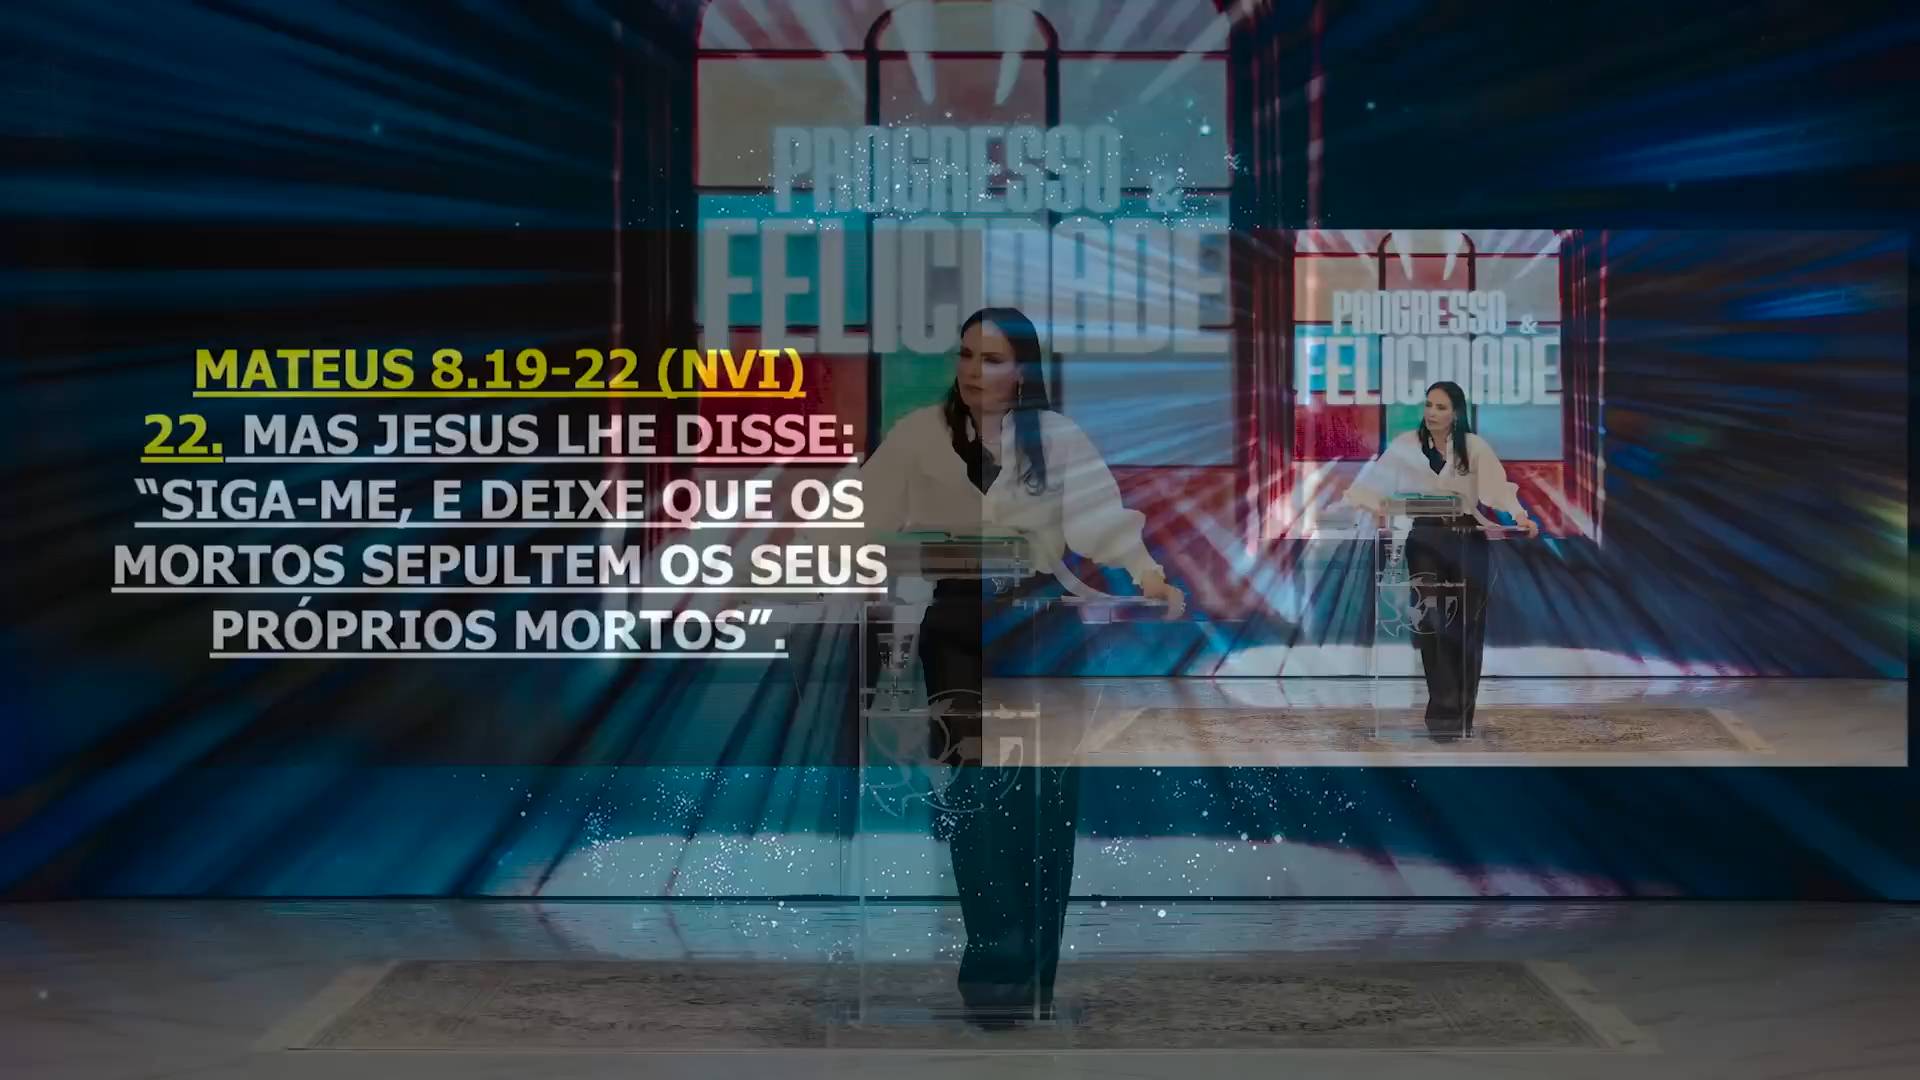 PROGRESSO &
FELICIDADE
MATEUS 8.19-22 (NVI)
22. MAS JESUS LHE DISSE:
“SIGA-ME, E DEIXE QUE OS
MORTOS SEPULTEM OS SEUS
PRÓPRIOS MORTOS”.
PROGRESSO &
FELICIDADE